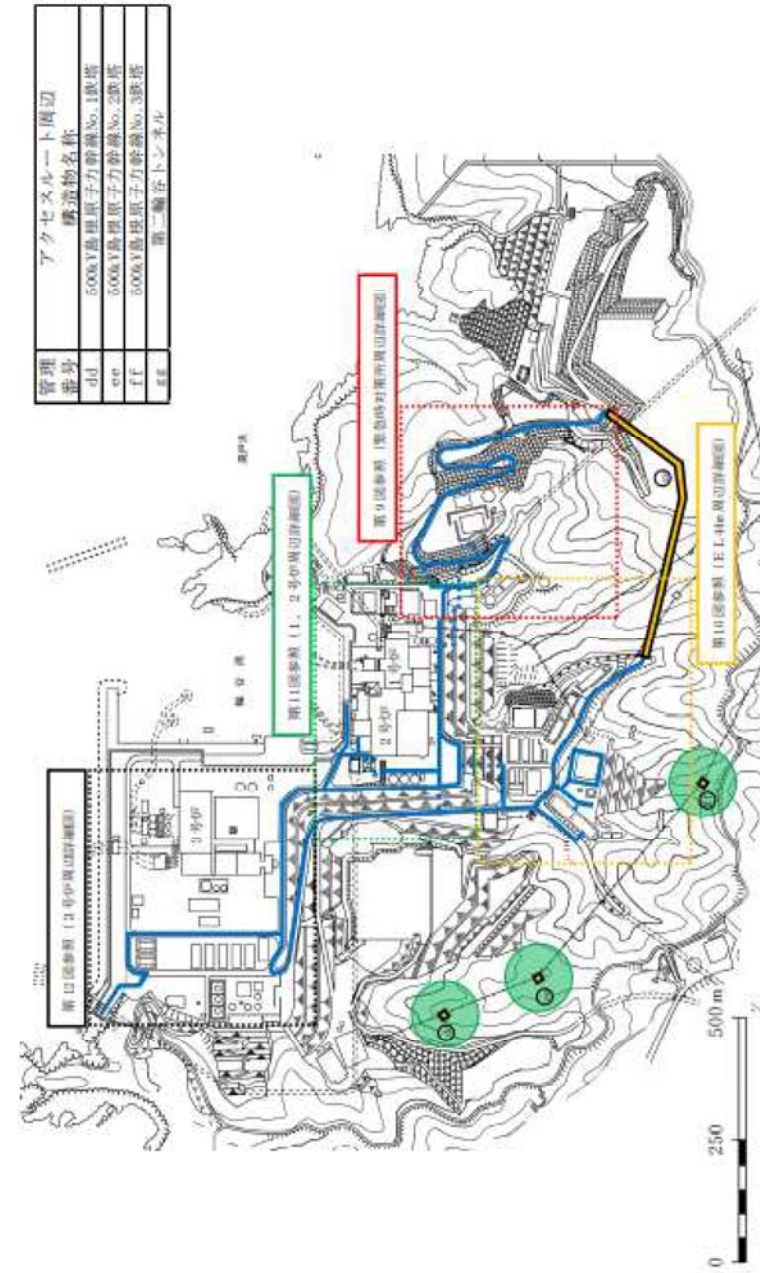 管理番号
アクセスルート周辺
構造物名称
dd
500kV島根原子力幹線No.1鉄塔
ee
500kV島根原子力幹線No.2鉄塔
ff
500kV島根原子力幹線No.3鉄塔
gg
第二輪谷トンネル
第12図参照（3号炉周辺詳細図）
第11図参照（1，2号炉周辺詳細図）
第9図参照（緊急時対策所周辺詳細図）
第10図参照（EL44m周辺詳細図）
輪谷湾
3号炉
2号炉
1号炉
0
250
500 m